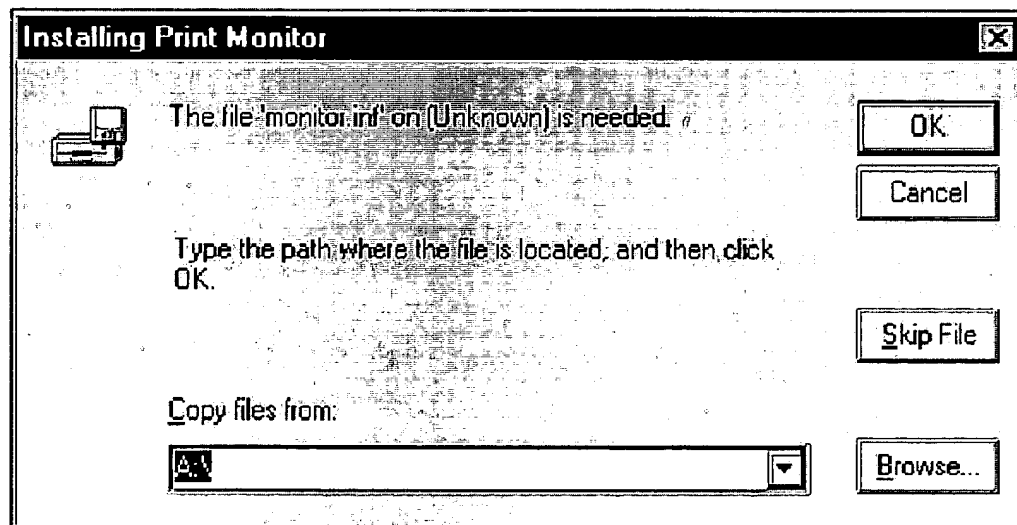 Installing Print Monitor
The file 'monitor.inf' on (Unknown) is needed.
OK
Cancel
Type the path where the file is located, and then click
OK.
Skip File
Copy files from:
A:\
Browse...